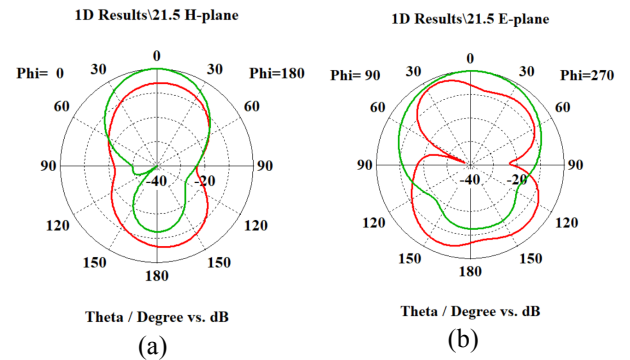 1D Results\21.5 H-plane
0
30
30
Phi= 0
Phi=180
60
60
90
90
-40
-20
120
120
150
150
180
Theta / Degree vs. dB
(a)
1D Results\21.5 E-plane
0
30
30
Phi= 90
Phi=270
60
60
90
90
-40
-20
120
120
150
150
180
Theta / Degree vs. dB
(b)